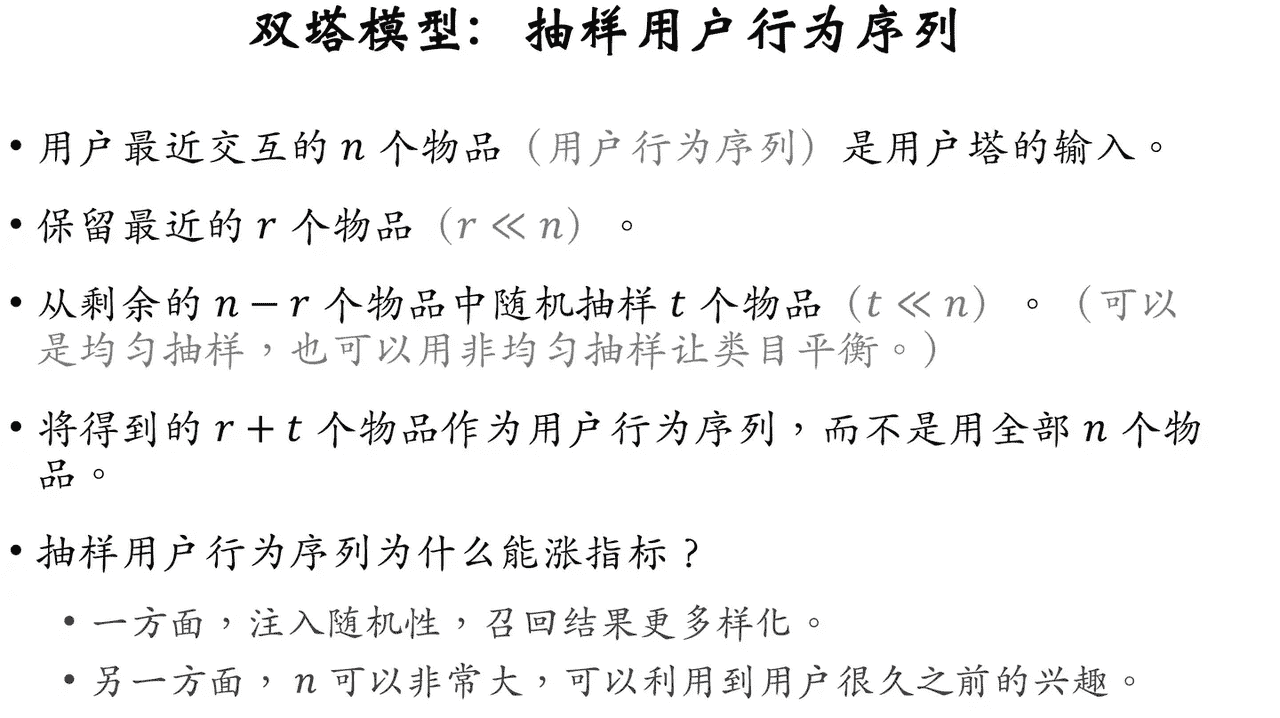 双塔模型：抽样用户行为序列
• 用户最近交互的 n 个物品（用户行为序列）是用户塔的输入。
• 保留最近的 r 个物品（r ≪ n）。
• 从剩余的 n − r 个物品中随机抽样 t 个物品（t ≪ n）。（可以
是均匀抽样，也可以用非均匀抽样让类目平衡。）
• 将得到的 r + t 个物品作为用户行为序列，而不是用全部 n 个物
品。
• 抽样用户行为序列为什么能涨指标？
• 一方面，注入随机性，召回结果更多样化。
• 另一方面，n 可以非常大，可以利用到用户很久之前的兴趣。